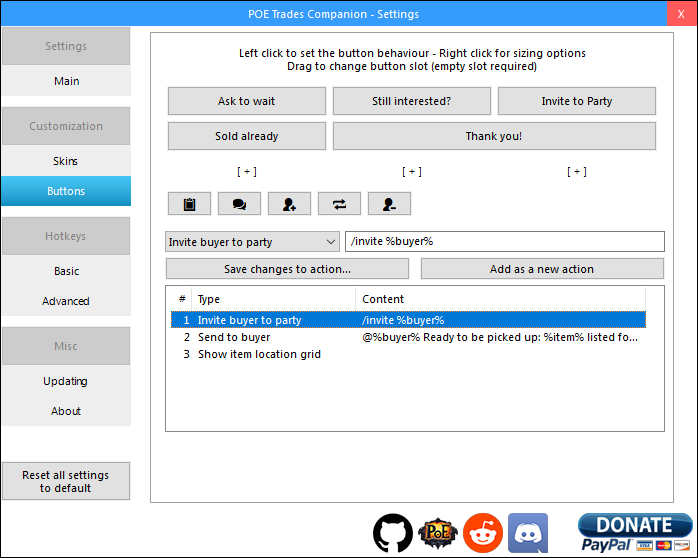 POE Trades Companion - Settings
X
Settings
Main
Customization
Skins
Buttons
Hotkeys
Basic
Advanced
Misc
Updating
About
Reset all settings
to default
Left click to set the button behaviour - Right click for sizing options
Drag to change button slot (empty slot required)
Ask to wait
Still interested?
Invite to Party
Sold already
Thank you!
[ + ]
[ + ]
[ + ]
Invite buyer to party
/invite %buyer%
Save changes to action...
Add as a new action
# Type Content
1 Invite buyer to party /invite %buyer%
2 Send to buyer @%buyer% Ready to be picked up: %item% listed fo...
3 Show item location grid
PoE
DONATE
PayPal